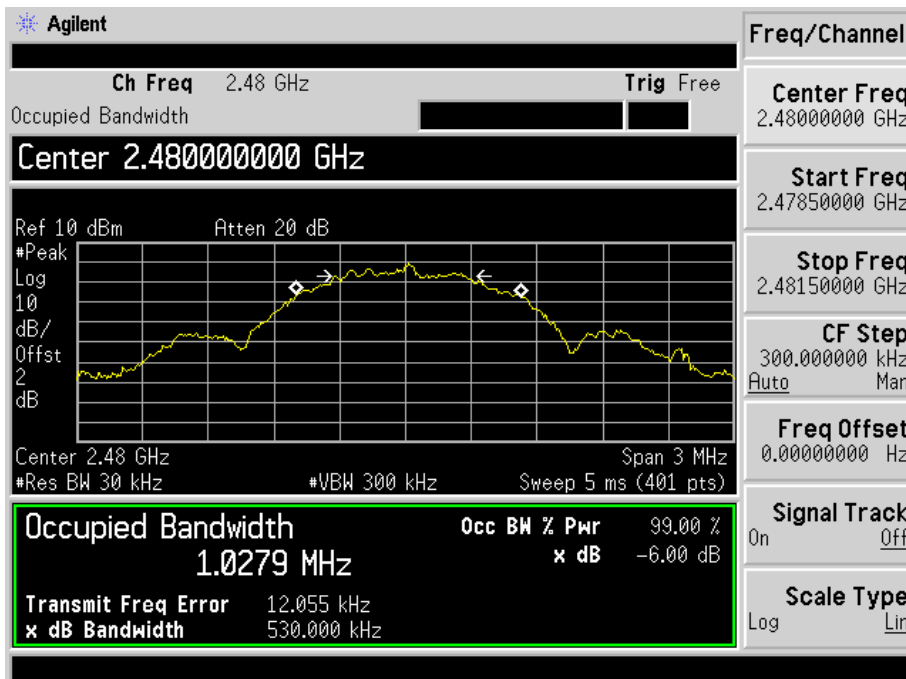 Agilent
Freq/Channel
Ch Freq 2.48 GHz Trig Free
Occupied Bandwidth
Center 2.480000000 GHz
Ref 10 dBm Atten 20 dB
#Peak
Log
10
dB/
Offst
2
dB
Center 2.48 GHz Span 3 MHz
#Res BW 30 kHz #VBW 300 kHz Sweep 5 ms (401 pts)
Occupied Bandwidth
1.0279 MHz
Occ BW % Pwr 99.00 %
x dB -6.00 dB
Transmit Freq Error 12.055 kHz
x dB Bandwidth 530.000 kHz
Center Freq
2.48000000 GHz
Start Freq
2.47850000 GHz
Stop Freq
2.48150000 GHz
CF Step
300.000000 kHz
Auto Man
Freq Offset
0.00000000 Hz
Signal Track
On Off
Scale Type
Log Lin